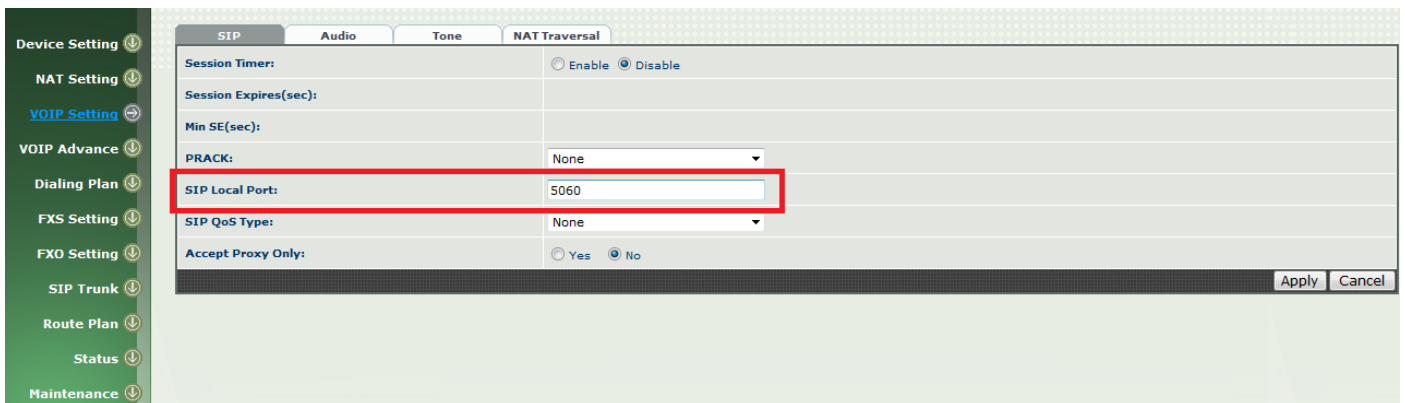 Device Setting
NAT Setting
VOIP Setting
VOIP Advance
Dialing Plan
FXS Setting
FXO Setting
SIP Trunk
Route Plan
Status
Maintenance
SIP Audio Tone NAT Traversal
Session Timer: Enable Disable
Session Expires(sec):
Min SE(sec):
PRACK: None
SIP Local Port: 5060
SIP QoS Type: None
Accept Proxy Only: Yes No
Apply Cancel